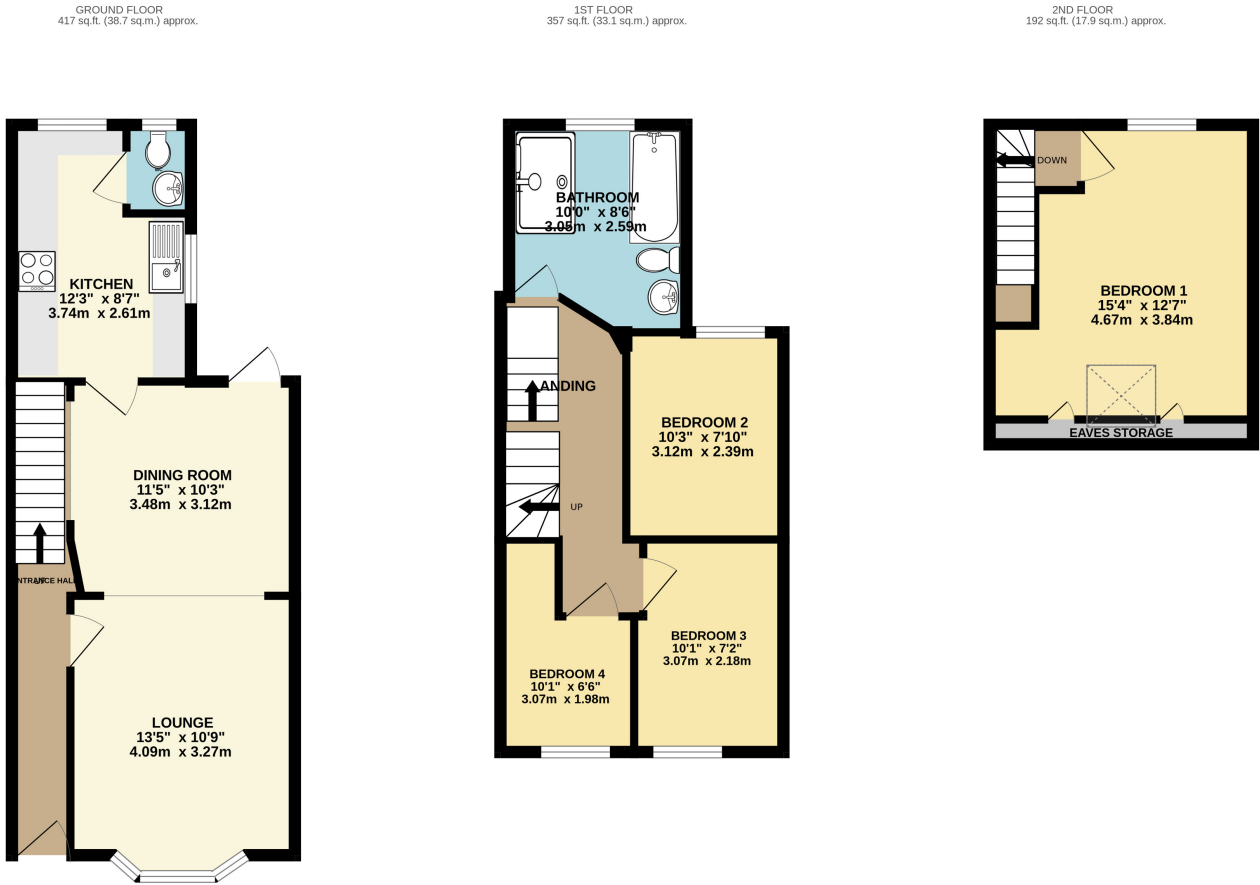 GROUND FLOOR
417 sq.ft. (38.7 sq.m.) approx.
KITCHEN
12'3" x 8'7"
3.74m x 2.61m
DINING ROOM
11'5" x 10'3"
3.48m x 3.12m
NTRANCE HALL
LOUNGE
13'5" x 10'9"
4.09m x 3.27m
1ST FLOOR
357 sq.ft. (33.1 sq.m.) approx.
BATHROOM
10'0" x 8'6"
3.05m x 2.59m
ANDING
BEDROOM 2
10'3" x 7'10"
3.12m x 2.39m
UP
BEDROOM 3
10'1" x 7'2"
3.07m x 2.18m
BEDROOM 4
10'1" x 6'6"
3.07m x 1.98m
2ND FLOOR
192 sq.ft. (17.9 sq.m.) approx.
DOWN
BEDROOM 1
15'4" x 12'7"
4.67m x 3.84m
EAVES STORAGE